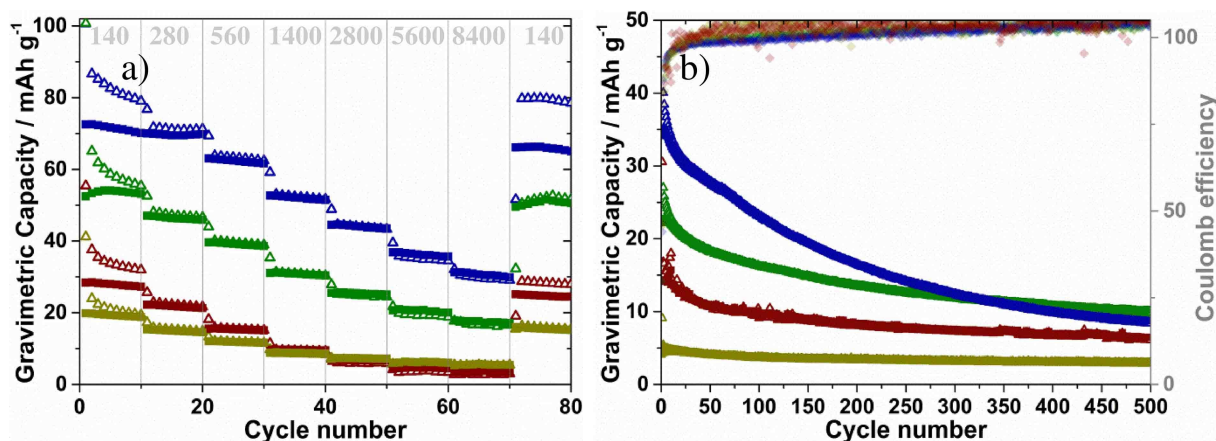 a)
140 280 560 1400 2800 5600 8400 140
Gravimetric Capacity / mAh g-1
100
80
60
40
20
0
0 20 40 60 80
Cycle number
b)
Gravimetric Capacity / mAh g-1
50
40
30
20
10
0
0 50 100 150 200 250 300 350 400 450 500
Cycle number
100
50
0
Coulomb efficiency